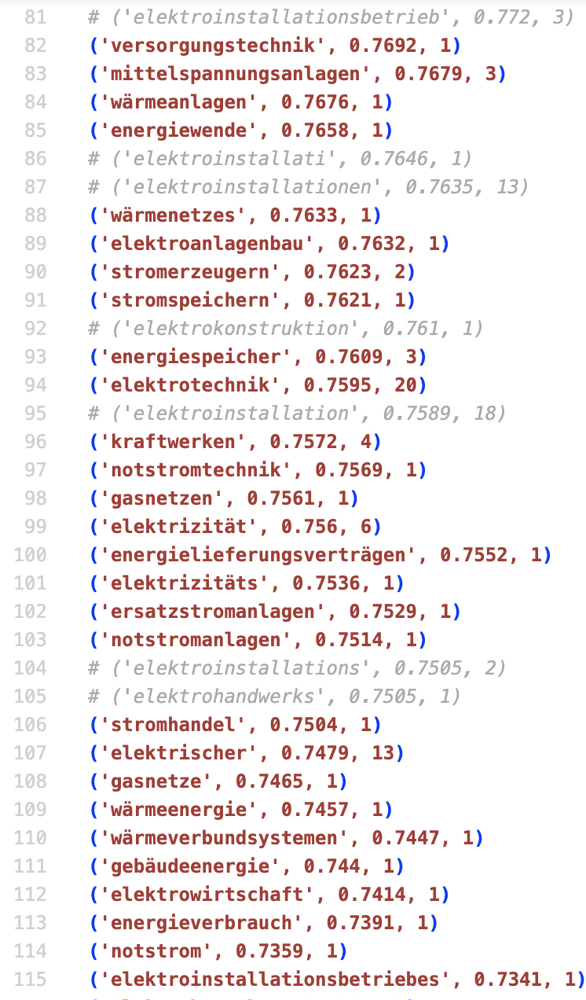 81 # ('elektroinstallationsbetrieb', 0.772, 3)
82 ('versorgungstechnik', 0.7692, 1)
83 ('mittelspannungsanlagen', 0.7679, 3)
84 ('wärmeanlagen', 0.7676, 1)
85 ('energiewende', 0.7658, 1)
86 # ('elektroinstallati', 0.7646, 1)
87 # ('elektroinstallationen', 0.7635, 13)
88 ('wärmenetzes', 0.7633, 1)
89 ('elektroanlagenbau', 0.7632, 1)
90 ('stromerzeugern', 0.7623, 2)
91 ('stromspeichern', 0.7621, 1)
92 # ('elektrokonstruktion', 0.761, 1)
93 ('energiespeicher', 0.7609, 3)
94 ('elektrotechnik', 0.7595, 20)
95 # ('elektroinstallation', 0.7589, 18)
96 ('kraftwerken', 0.7572, 4)
97 ('notstromtechnik', 0.7569, 1)
98 ('gasnetzen', 0.7561, 1)
99 ('elektrizität', 0.756, 6)
100 ('energielieferungsverträgen', 0.7552, 1)
101 ('elektrizitäts', 0.7536, 1)
102 ('ersatzstromanlagen', 0.7529, 1)
103 ('notstromanlagen', 0.7514, 1)
104 # ('elektroinstallations', 0.7505, 2)
105 # ('elektrohandwerks', 0.7505, 1)
106 ('stromhandel', 0.7504, 1)
107 ('elektrischer', 0.7479, 13)
108 ('gasnetze', 0.7465, 1)
109 ('wärmeenergie', 0.7457, 1)
110 ('wärmeverbundsystemen', 0.7447, 1)
111 ('gebäudeenergie', 0.744, 1)
112 ('elektrowirtschaft', 0.7414, 1)
113 ('energieverbrauch', 0.7391, 1)
114 ('notstrom', 0.7359, 1)
115 ('elektroinstallationsbetriebes', 0.7341, 1)